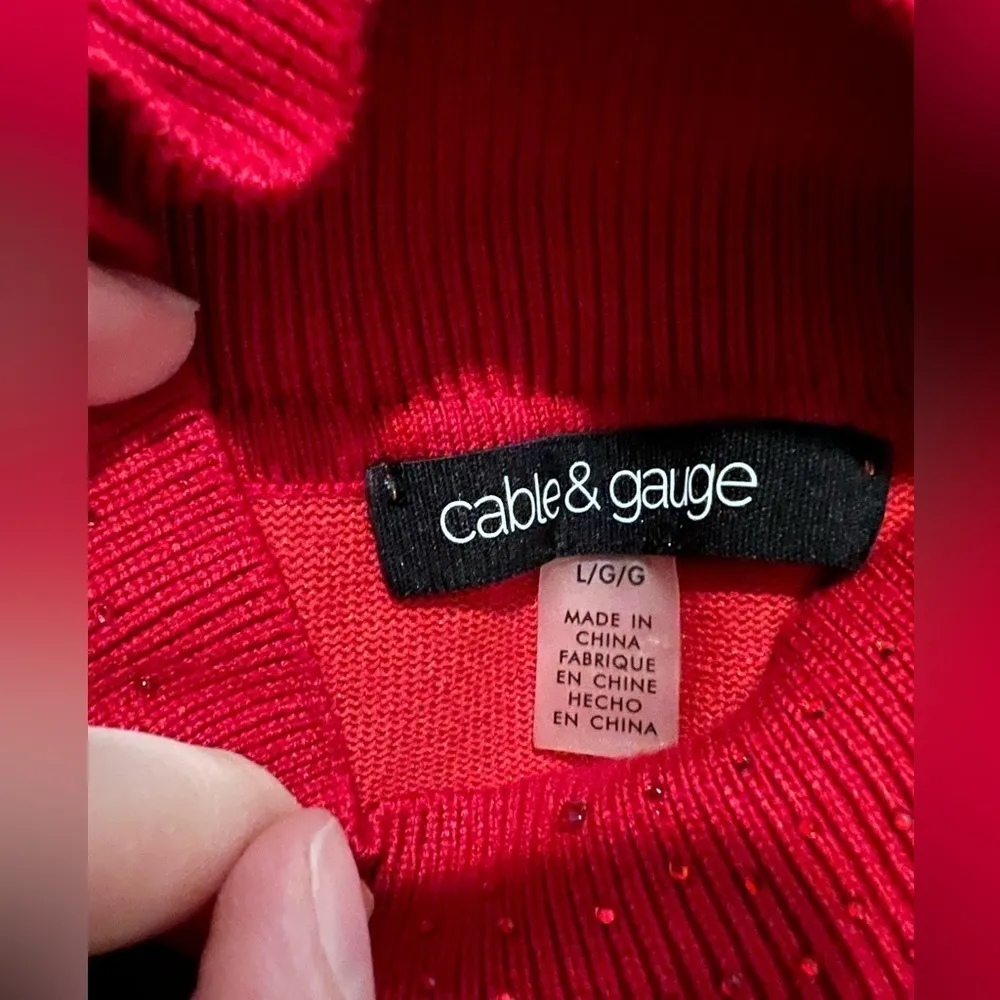 cable & gauge
L/G/G
MADE IN
CHINA
FABRIQUE
EN CHINE
HECHO
EN CHINA